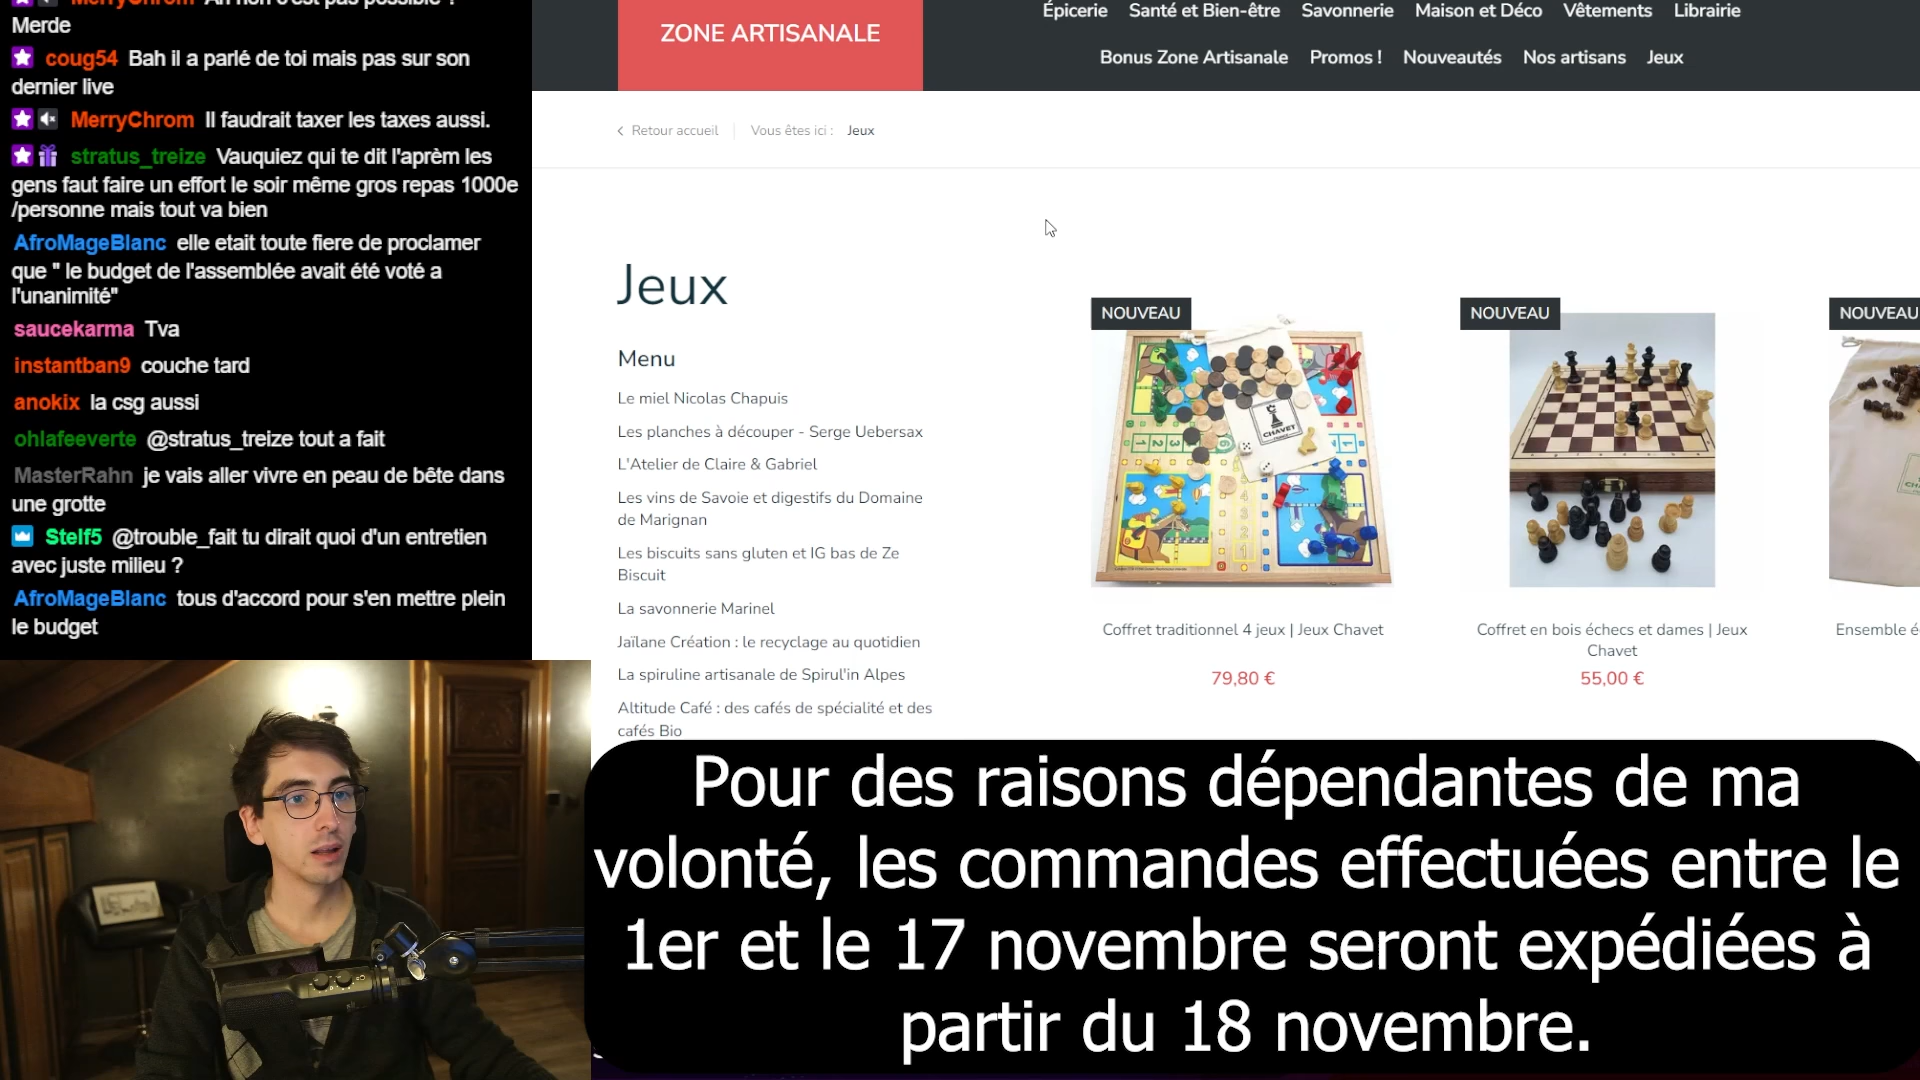 Merde
coug54 Bah il a parlé de toi mais pas sur son
dernier live
MerryChrom Il faudrait taxer les taxes aussi.
stratus_treize Vauquiez qui te dit l'aprèm les
gens faut faire un effort le soir même gros repas 1000e
/personne mais tout va bien
AfroMageBlanc elle etait toute fiere de proclamer
que " le budget de l'assemblée avait été voté a
l'unanimité"
saucekarma Tva
instantban9 couche tard
anokix la csg aussi
ohlafeeverte @stratus_treize tout a fait
MasterRahn je vais aller vivre en peau de bête dans
une grotte
Stelf5 @trouble_fait tu dirait quoi d'un entretien
avec juste milieu ?
AfroMageBlanc tous d'accord pour s'en mettre plein
le budget
ZONE ARTISANALE
Épicerie Santé et Bien-être Savonnerie Maison et Déco Vêtements Librairie
Bonus Zone Artisanale Promos ! Nouveautés Nos artisans Jeux
Retour accueil Vous êtes ici : Jeux
Jeux
Menu
Le miel Nicolas Chapuis
Les planches à découper - Serge Uebersax
L'Atelier de Claire & Gabriel
Les vins de Savoie et digestifs du Domaine
de Marignan
Les biscuits sans gluten et IG bas de Ze
Biscuit
La savonnerie Marinel
Jaïlane Création : le recyclage au quotidien
La spiruline artisanale de Spirul'in Alpes
Altitude Café : des cafés de spécialité et des
cafés Bio
NOUVEAU
CHAVET
Coffret traditionnel 4 jeux | Jeux Chavet
79,80 €
NOUVEAU
Coffret en bois échecs et dames | Jeux
Chavet
55,00 €
NOUVEAU
Ensemble é
Pour des raisons dépendantes de ma
volonté, les commandes effectuées entre le
1er et le 17 novembre seront expédiées à
partir du 18 novembre.